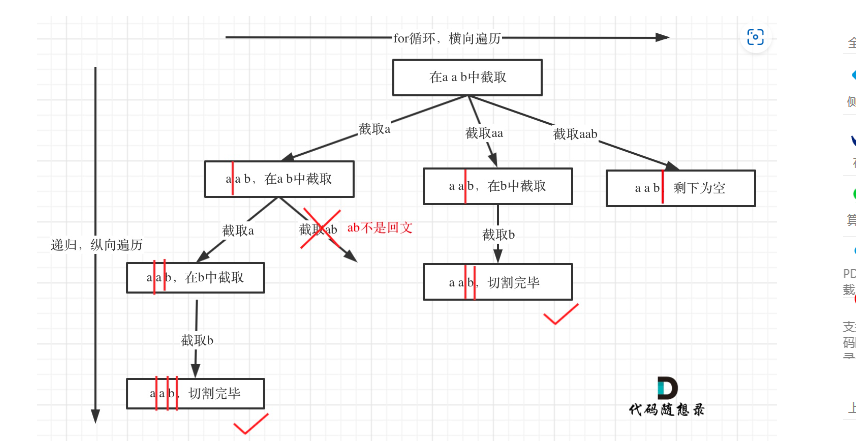 for循环，横向遍历
在a a b中截取
截取a
截取aa
截取aab
a a b，在a b中截取
a a b，在b中截取
a a b 剩下为空
截取a
截取ab
ab不是回文
截取b
递归，纵向遍历
a a b，在b中截取
a a b，切割完毕
截取b
a a b，切割完毕
代码随想录
全
侧
算
PD
载
支
码
录
上